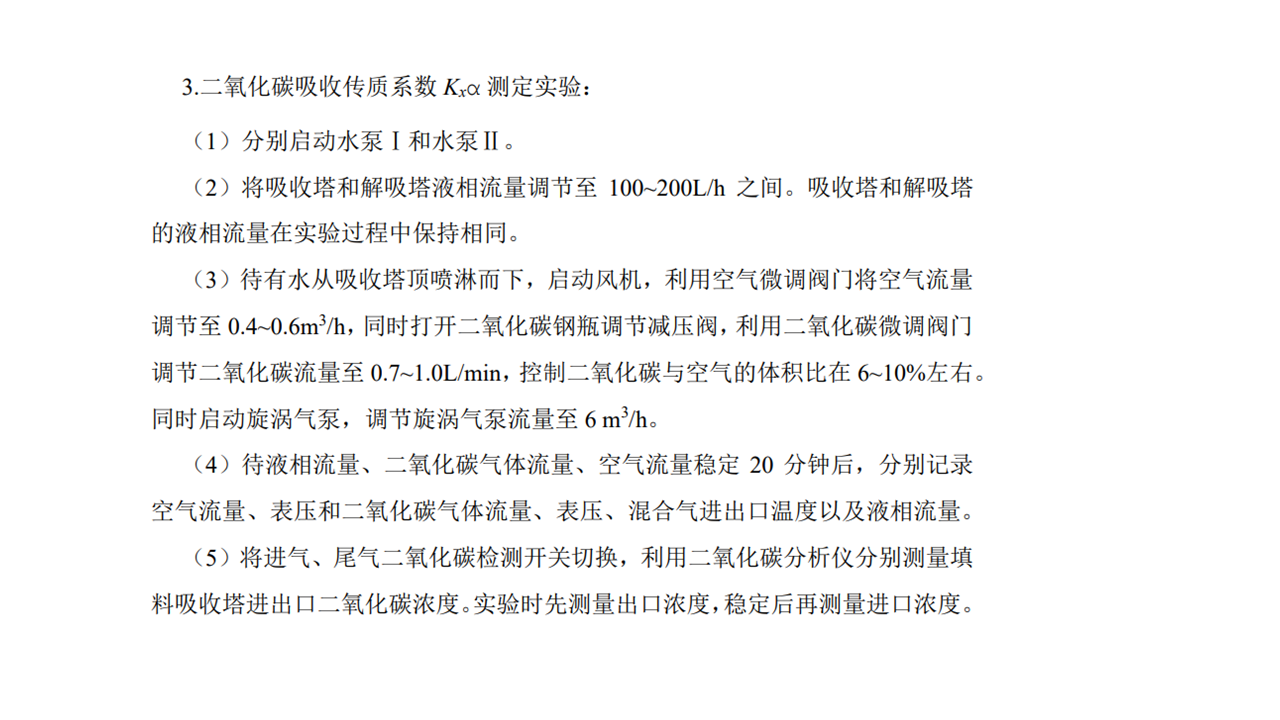 3.二氧化碳吸收传质系数 Kxα 测定实验：
（1）分别启动水泵Ⅰ和水泵Ⅱ。
（2）将吸收塔和解吸塔液相流量调节至 100~200L/h 之间。吸收塔和解吸塔
的液相流量在实验过程中保持相同。
（3）待有水从吸收塔顶喷淋而下，启动风机，利用空气微调阀门将空气流量
调节至 0.4~0.6m³/h，同时打开二氧化碳钢瓶调节减压阀，利用二氧化碳微调阀门
调节二氧化碳流量至 0.7~1.0L/min，控制二氧化碳与空气的体积比在 6~10%左右。
同时启动旋涡气泵，调节旋涡气泵流量至 6 m³/h。
（4）待液相流量、二氧化碳气体流量、空气流量稳定 20 分钟后，分别记录
空气流量、表压和二氧化碳气体流量、表压、混合气进出口温度以及液相流量。
（5）将进气、尾气二氧化碳检测开关切换，利用二氧化碳分析仪分别测量填
料吸收塔进出口二氧化碳浓度。实验时先测量出口浓度，稳定后再测量进口浓度。